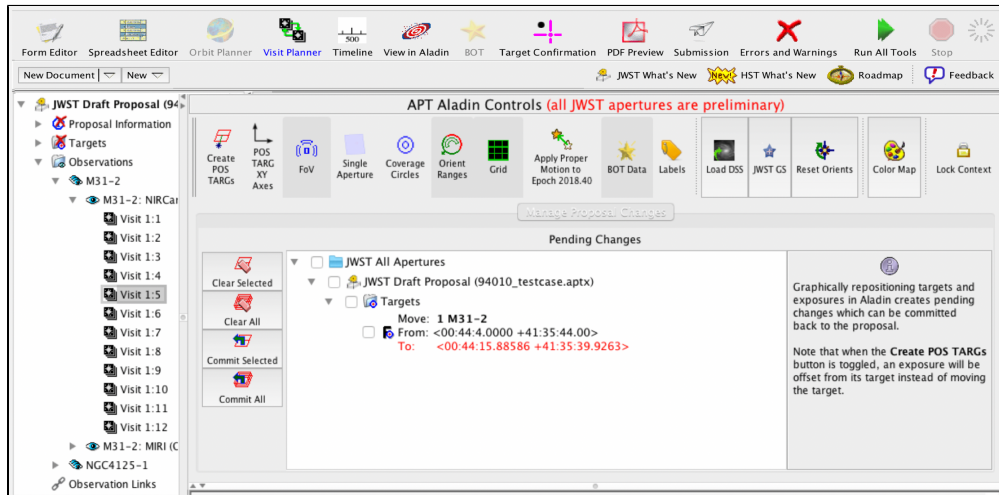 500
Form Editor Spreadsheet Editor Orbit Planner Visit Planner Timeline View in Aladin BOT Target Confirmation PDF Preview Submission Errors and Warnings Run All Tools Stop
New Document New JWST What's New New! HST What's New Roadmap Feedback
JWST Draft Proposal (94
Proposal Information
Targets
Observations
M31-2
M31-2: NIRCar
Visit 1:1
Visit 1:2
Visit 1:3
Visit 1:4
Visit 1:5
Visit 1:6
Visit 1:7
Visit 1:8
Visit 1:9
Visit 1:10
Visit 1:11
Visit 1:12
M31-2: MIRI (C
NGC4125-1
Observation Links
APT Aladin Controls (all JWST apertures are preliminary)
Create
POS
TARGs
POS
TARG
XY
Axes
FoV
Single
Aperture
Coverage
Circles
Orient
Ranges
Grid
Apply Proper
Motion to
Epoch 2018.40
BOT Data
Labels
Load DSS
JWST GS
Reset Orients
Color Map
Lock Context
Manage Proposal Changes
Pending Changes
Clear Selected
Clear All
Commit Selected
Commit All
JWST All Apertures
JWST Draft Proposal (94010_testcase.aptx)
Targets
Move: 1 M31-2
From: <00:44:4.0000 +41:35:44.00>
To: <00:44:15.88586 +41:35:39.9263>
Graphically repositioning targets and
exposures in Aladin creates pending
changes which can be committed
back to the proposal.
Note that when the Create POS TARGs
button is toggled, an exposure will be
offset from its target instead of moving
the target.